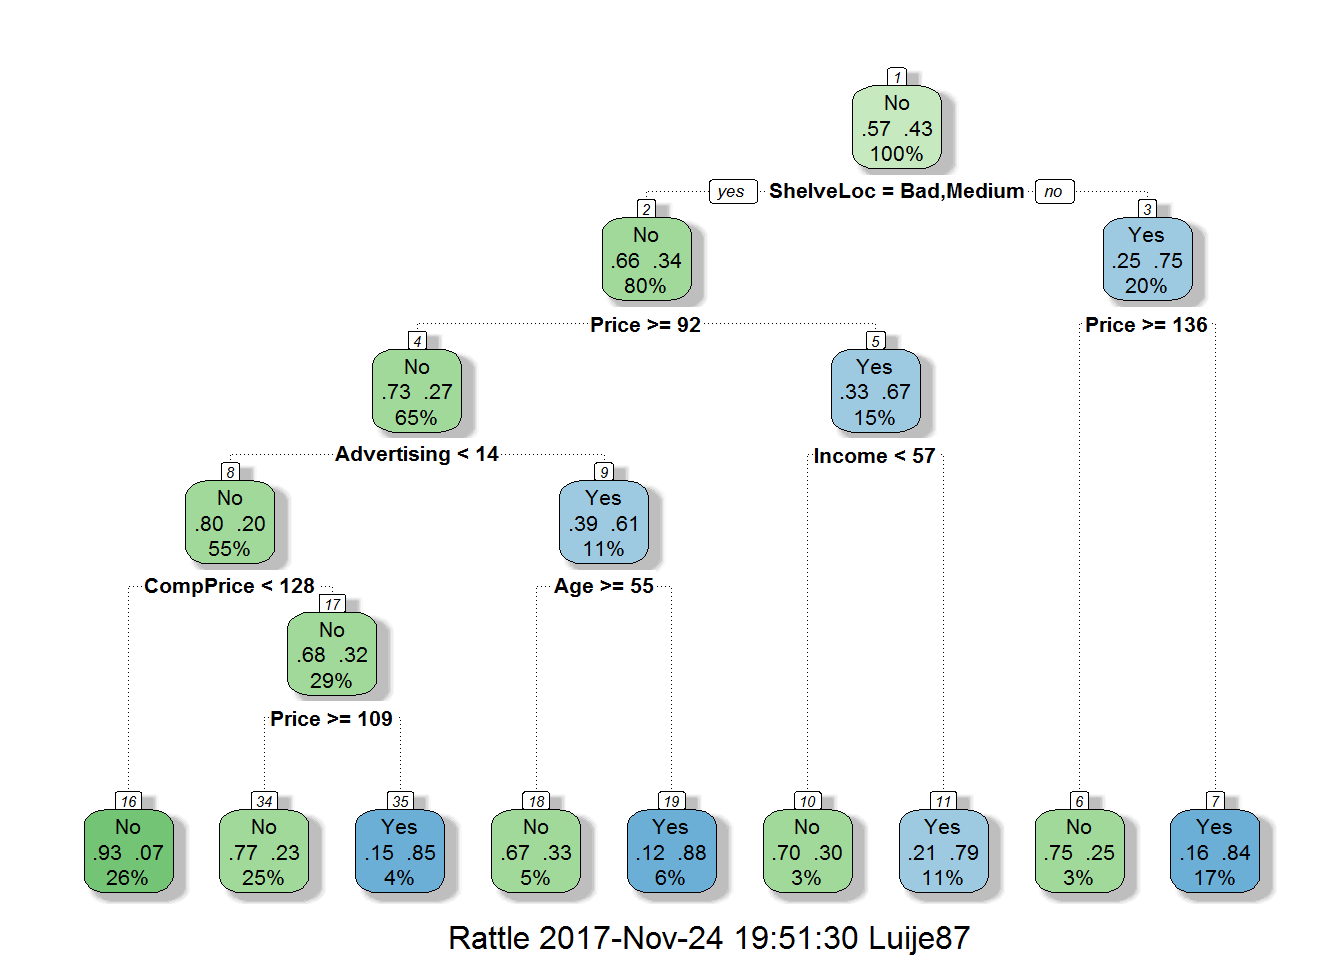 1
No
.57 .43
100%
yes ShelveLoc = Bad,Medium no
2
No
.66 .34
80%
3
Yes
.25 .75
20%
Price >= 92
Price >= 136
4
No
.73 .27
65%
5
Yes
.33 .67
15%
Advertising < 14
Income < 57
8
No
.80 .20
55%
9
Yes
.39 .61
11%
CompPrice < 128
Age >= 55
17
No
.68 .32
29%
Price >= 109
16
No
.93 .07
26%
34
No
.77 .23
25%
35
Yes
.15 .85
4%
18
No
.67 .33
5%
19
Yes
.12 .88
6%
10
No
.70 .30
3%
11
Yes
.21 .79
11%
6
No
.75 .25
3%
7
Yes
.16 .84
17%
Rattle 2017-Nov-24 19:51:30 Luije87